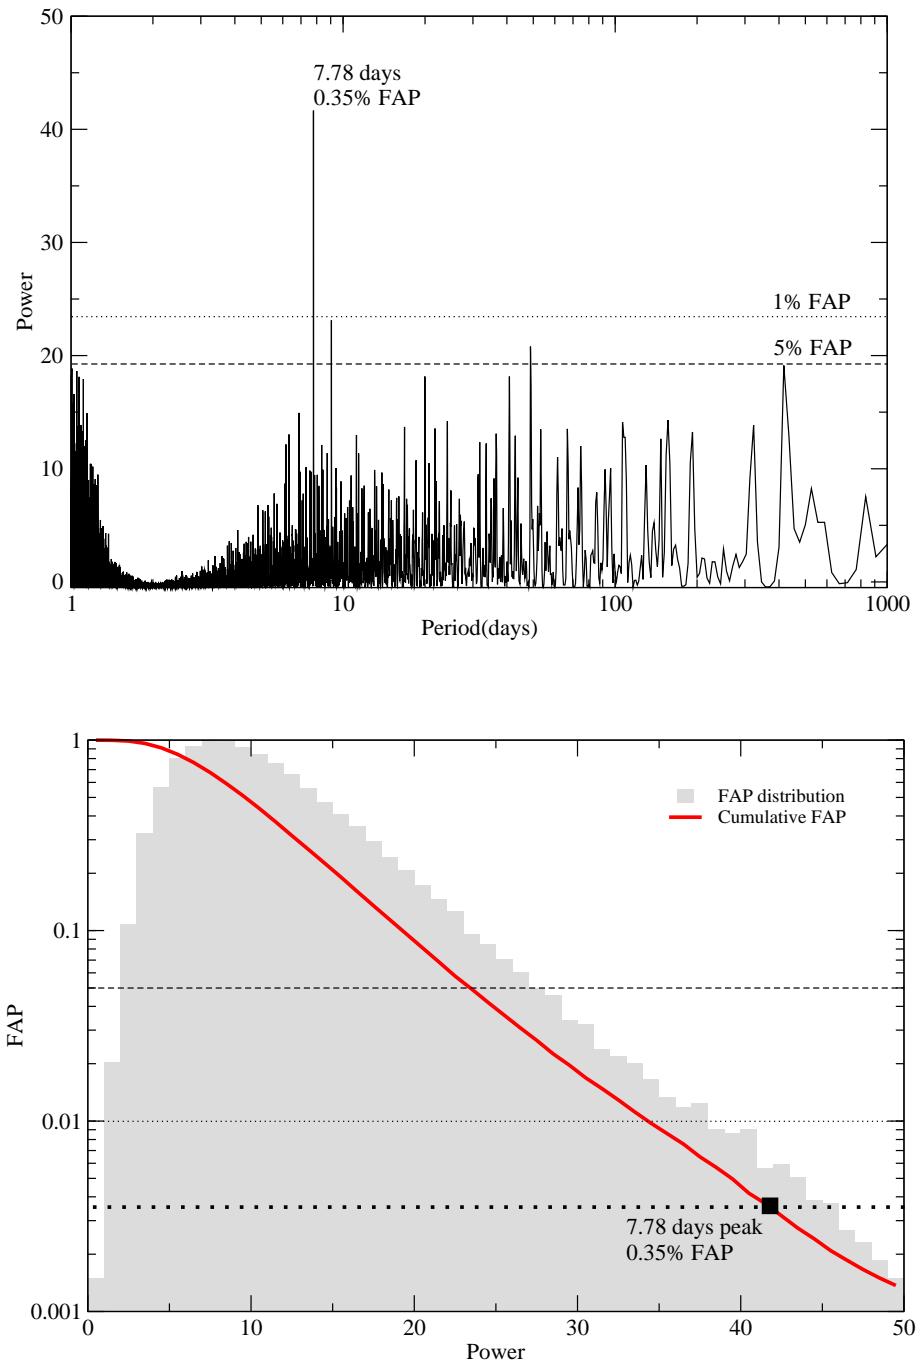 50
40
30
20
10
0
Power
7.78 days
0.35% FAP
1% FAP
5% FAP
1
10
100
1000
Period(days)
1
0.1
0.01
0.001
FAP
FAP distribution
Cumulative FAP
7.78 days peak
0.35% FAP
0
10
20
30
40
50
Power